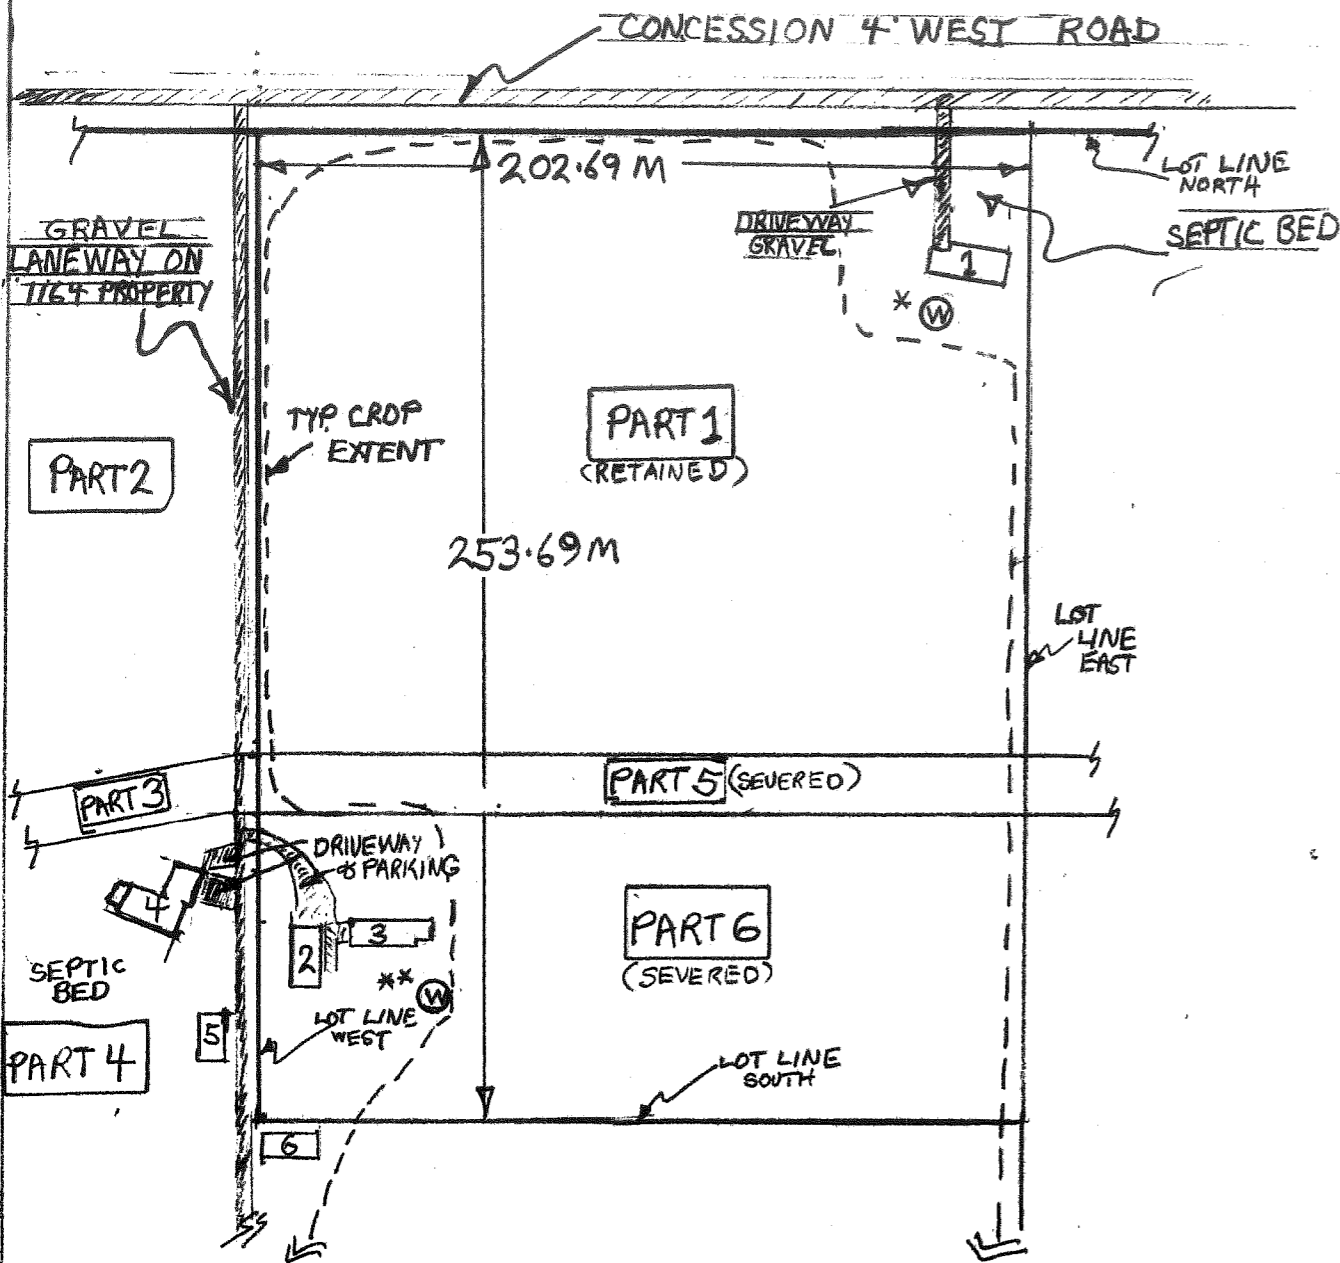 CONCESSION 4 WEST ROAD
202.69 M
LOT LINE
NORTH
SEPTIC BED
DRIVEWAY
GRAVEL
GRAVEL
LANEWAY ON
1164 PROPERTY
1
* W
TYP. CROP
EXTENT
PART 1
(RETAINED)
PART 2
253.69 M
LOT
LINE
EAST
PART 3
PART 5 (SEVERED)
DRIVEWAY
& PARKING
4
3
2
PART 6
(SEVERED)
SEPTIC
BED
** W
5
LOT LINE
WEST
PART 4
LOT LINE
SOUTH
6